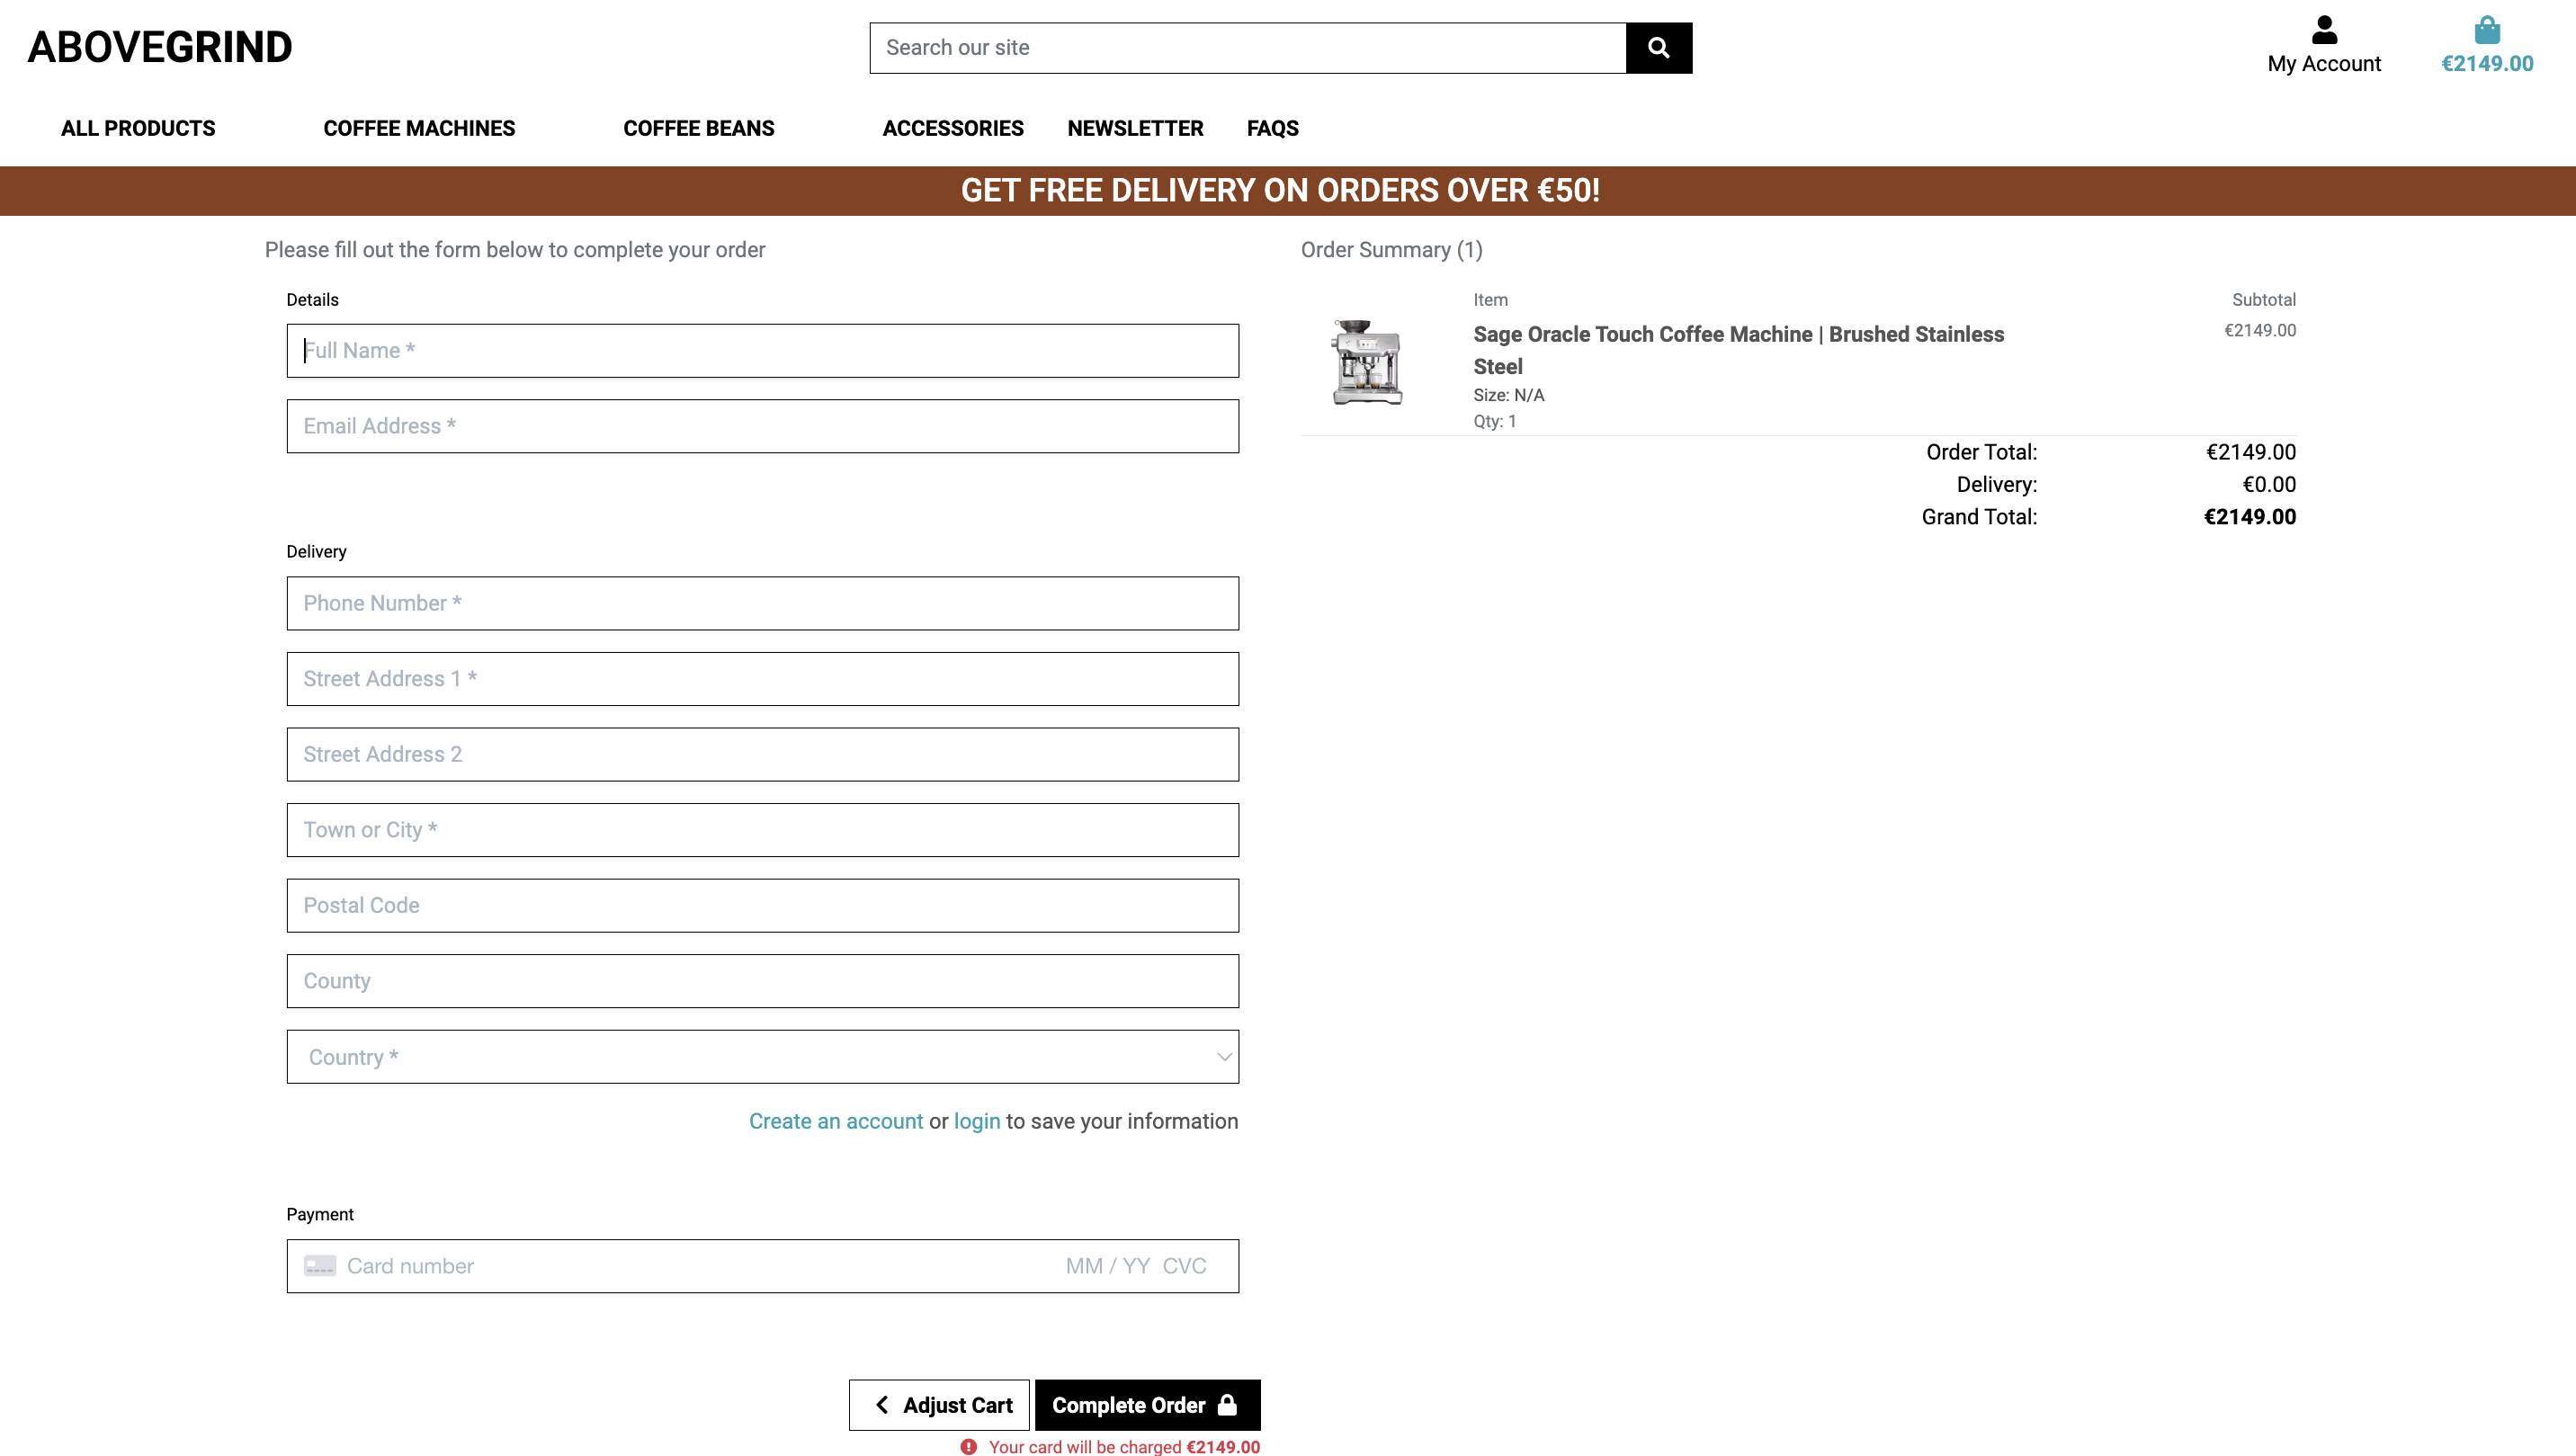 ABOVEGRIND
Search our site
My Account
€2149.00
ALL PRODUCTS
COFFEE MACHINES
COFFEE BEANS
ACCESSORIES
NEWSLETTER
FAQS
GET FREE DELIVERY ON ORDERS OVER €50!
Please fill out the form below to complete your order
Details
Full Name *
Email Address *
Delivery
Phone Number *
Street Address 1 *
Street Address 2
Town or City *
Postal Code
County
Country *
Create an account or login to save your information
Payment
Card number
MM / YY CVC
Adjust Cart
Complete Order
Your card will be charged €2149.00
Order Summary (1)
Item
Subtotal
Sage Oracle Touch Coffee Machine | Brushed Stainless
Steel
€2149.00
Size: N/A
Qty: 1
Order Total: €2149.00
Delivery: €0.00
Grand Total: €2149.00